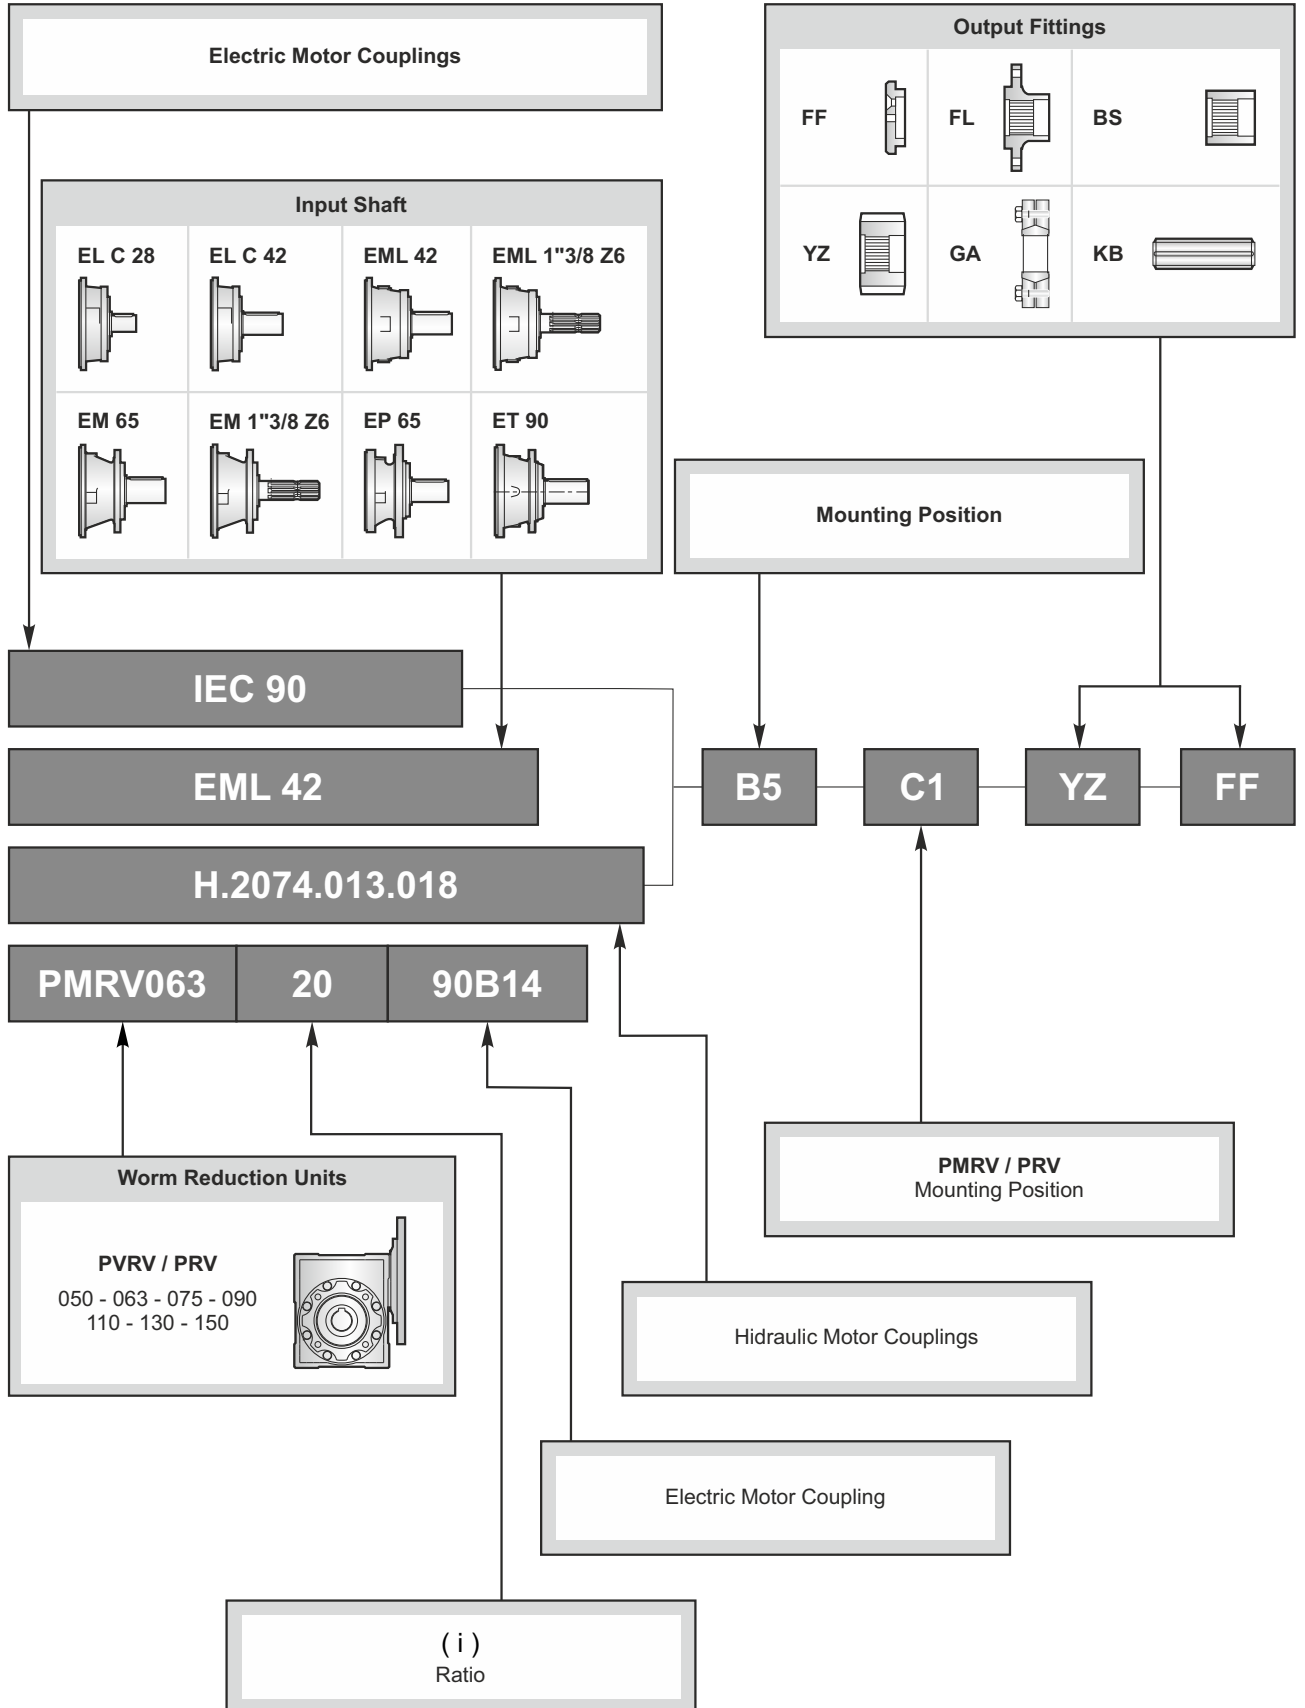 Electric Motor Couplings
Output Fittings
FF
FL
BS
YZ
GA
KB
Input Shaft
EL C 28
EL C 42
EML 42
EML 1"3/8 Z6
EM 65
EM 1"3/8 Z6
EP 65
ET 90
Mounting Position
IEC 90
EML 42
B5
C1
YZ
FF
H.2074.013.018
PMRV063
20
90B14
Worm Reduction Units
PVRV / PRV
050 - 063 - 075 - 090
110 - 130 - 150
PMRV / PRV
Mounting Position
Hidraulic Motor Couplings
Electric Motor Coupling
( i )
Ratio